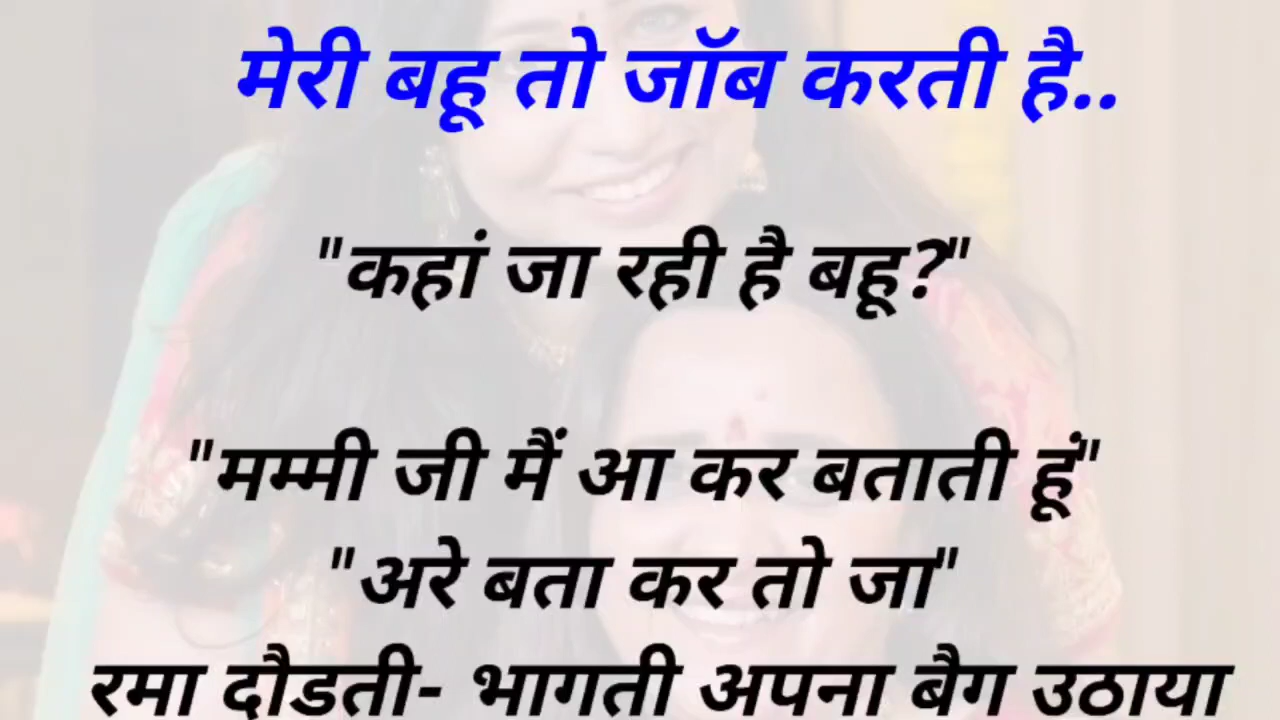 मेरी बहू तो जॉब करती है..
"कहां जा रही है बहू?"
"मम्मी जी मैं आ कर बताती हूं"
"अरे बता कर तो जा"
रमा दौडती- भागती अपना बैग उठाया